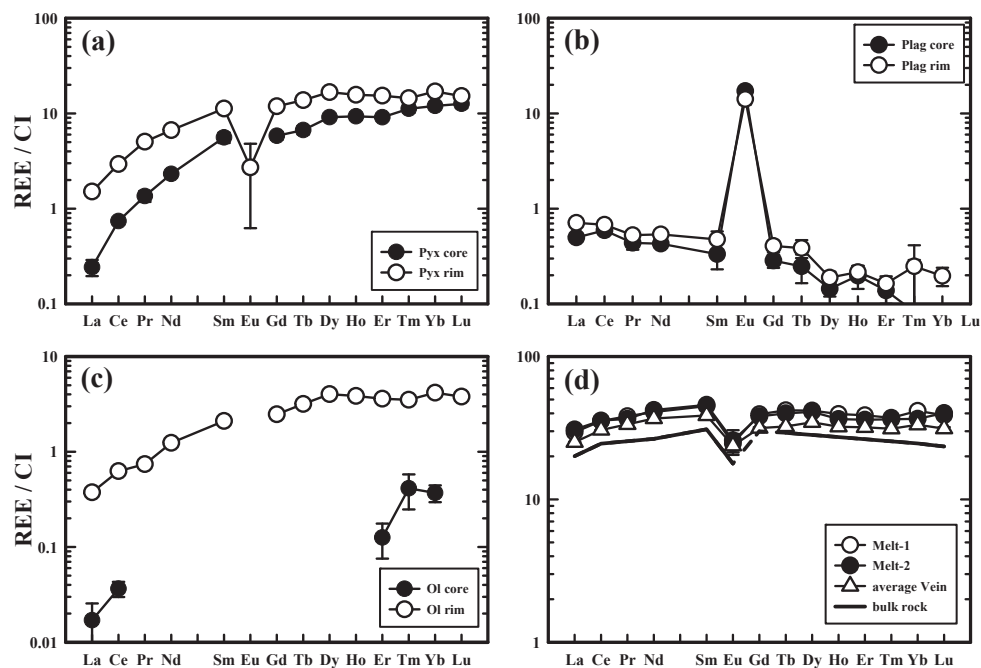 (a)
100
10
1
0.1
REE / CI
Pyx core
Pyx rim
La Ce Pr Nd Sm Eu Gd Tb Dy Ho Er Tm Yb Lu
(b)
100
10
1
0.1
Plag core
Plag rim
La Ce Pr Nd Sm Eu Gd Tb Dy Ho Er Tm Yb Lu
(c)
10
1
0.1
0.01
REE / CI
Ol core
Ol rim
La Ce Pr Nd Sm Eu Gd Tb Dy Ho Er Tm Yb Lu
(d)
100
10
1
Melt-1
Melt-2
average Vein
bulk rock
La Ce Pr Nd Sm Eu Gd Tb Dy Ho Er Tm Yb Lu